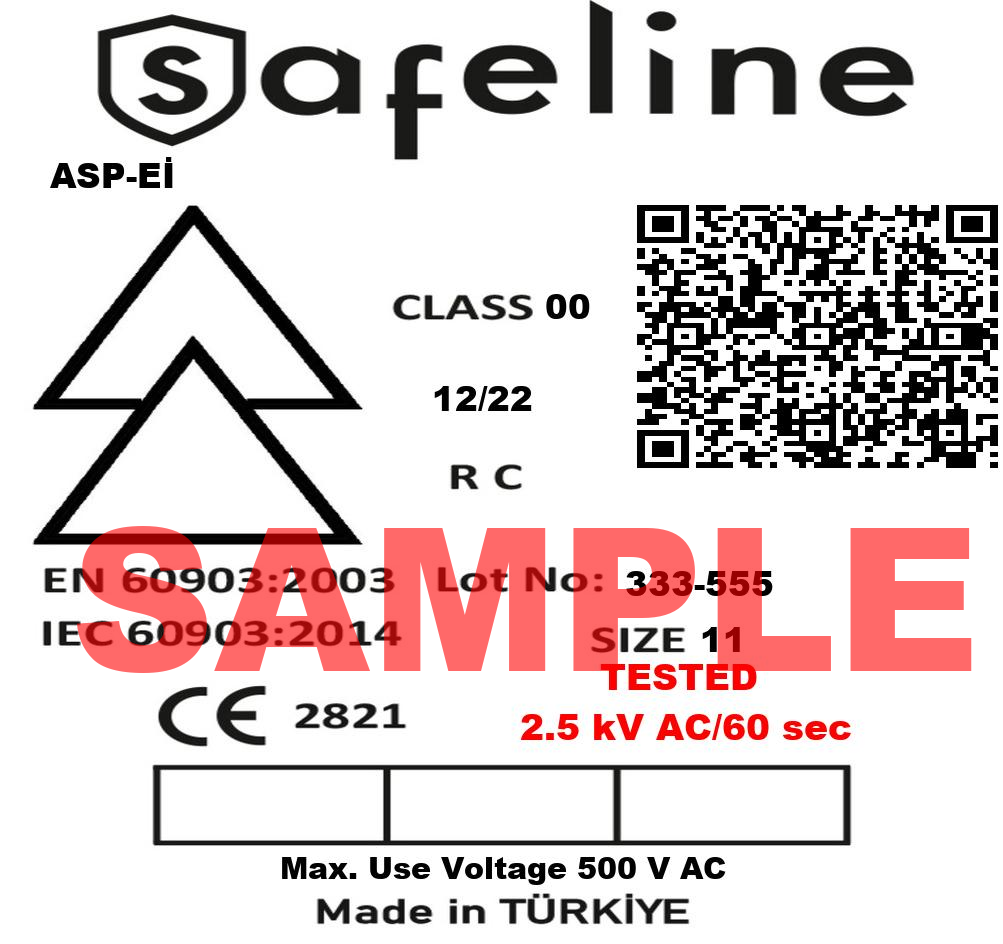 Safeline
ASP-Eİ
CLASS 00
12/22
R C
EN 60903:2003 Lot No: 333-555
IEC 60903:2014 SIZE 11
SAMPLE
TESTED
CE 2821 2.5 kV AC/60 sec
Max. Use Voltage 500 V AC
Made in TÜRKİYE